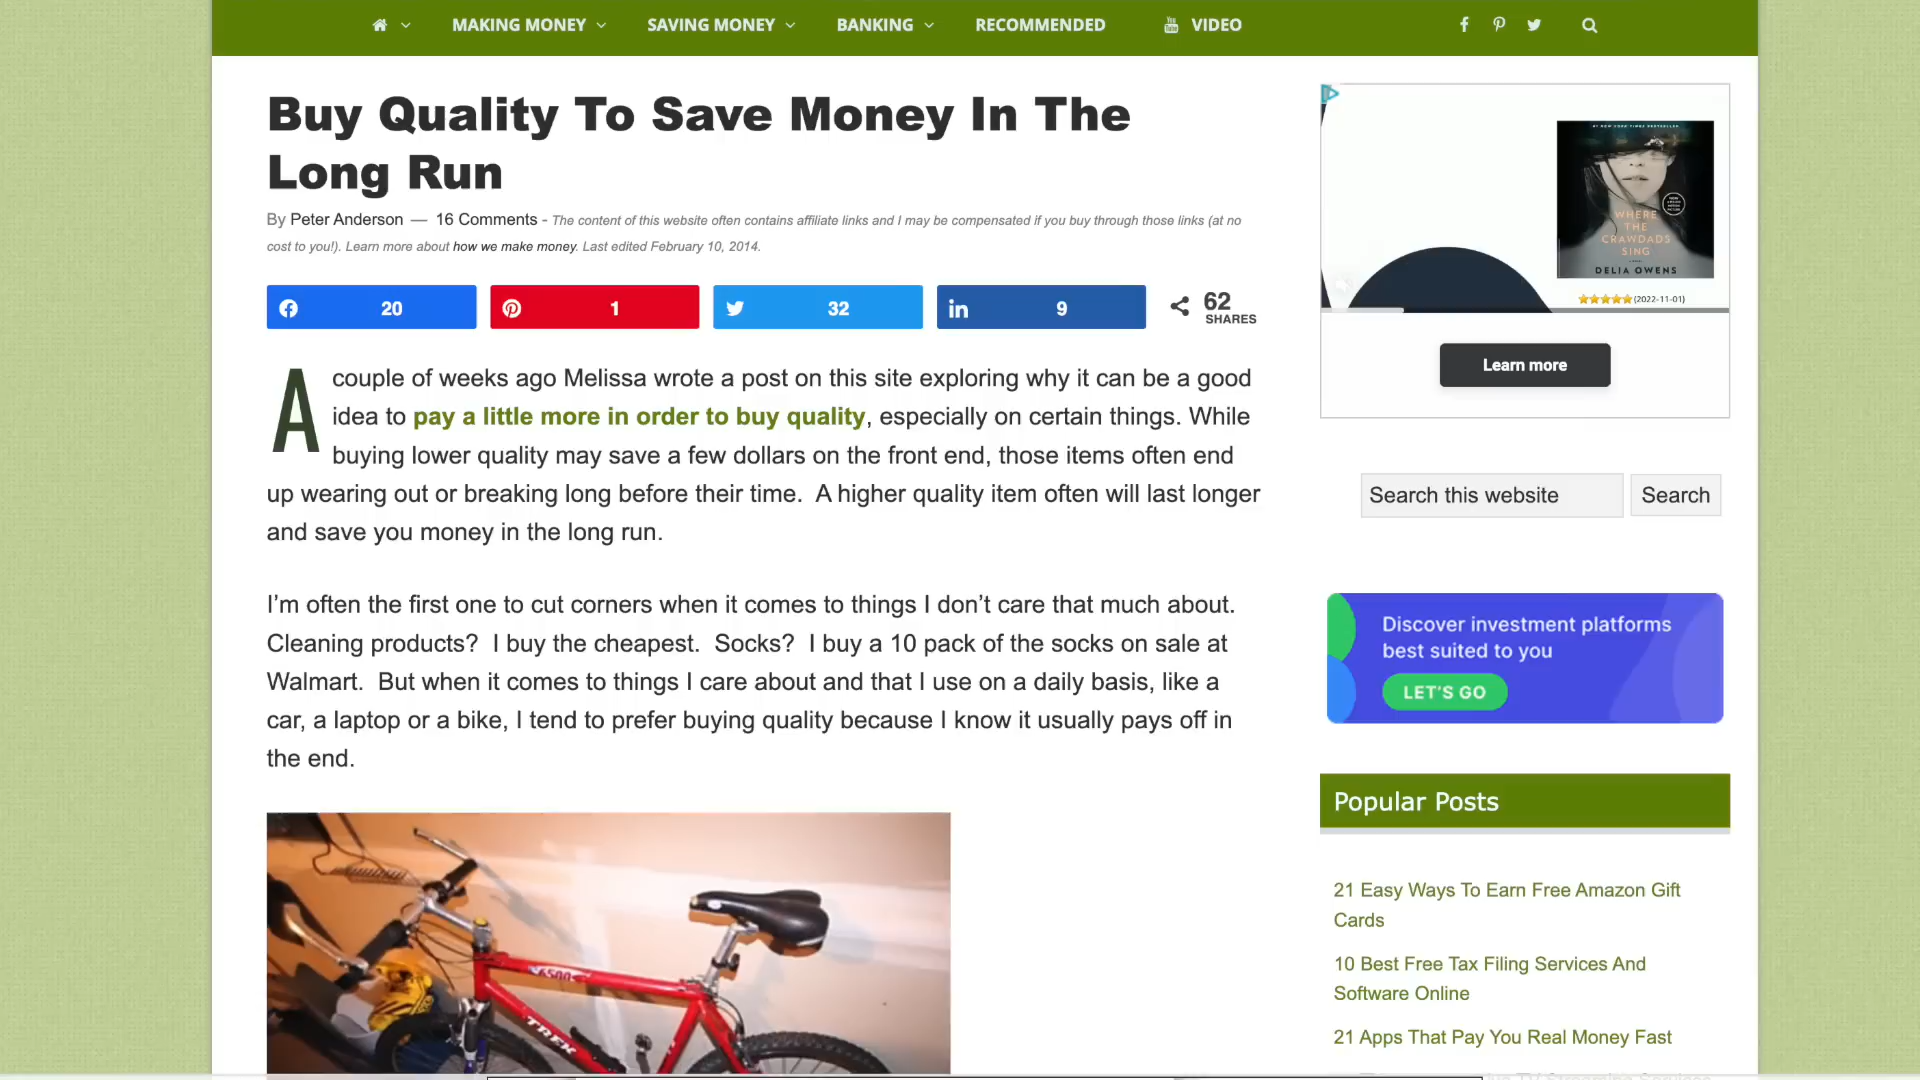 MAKING MONEY SAVING MONEY BANKING RECOMMENDED VIDEO
Buy Quality To Save Money In The
Long Run
By Peter Anderson — 16 Comments - The content of this website often contains affiliate links and I may be compensated if you buy through those links (at no
cost to you!). Learn more about how we make money. Last edited February 10, 2014.
20 1 32 9 62
SHARES
A couple of weeks ago Melissa wrote a post on this site exploring why it can be a good
idea to pay a little more in order to buy quality, especially on certain things. While
buying lower quality may save a few dollars on the front end, those items often end
up wearing out or breaking long before their time. A higher quality item often will last longer
and save you money in the long run.
I'm often the first one to cut corners when it comes to things I don't care that much about.
Cleaning products? I buy the cheapest. Socks? I buy a 10 pack of the socks on sale at
Walmart. But when it comes to things I care about and that I use on a daily basis, like a
car, a laptop or a bike, I tend to prefer buying quality because I know it usually pays off in
the end.
6500
TREK
#1 NEW YORK TIMES BESTSELLER
WHERE
THE
CRAWDADS
SING
DELIA OWENS
(2022-11-01)
Learn more
Search this website Search
Discover investment platforms
best suited to you
LET'S GO
Popular Posts
21 Easy Ways To Earn Free Amazon Gift
Cards
10 Best Free Tax Filing Services And
Software Online
21 Apps That Pay You Real Money Fast